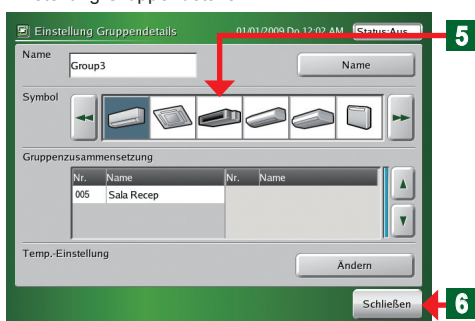 Einstellung Gruppendetails 01/01/2009 Do 12:02 AM Status:Aus
5
Name
Group3 Name
Symbol
Gruppenzusammensetzung
Nr. Name Nr. Name
005 Sala Recep
Temp.-Einstellung
Ändern
Schließen 6